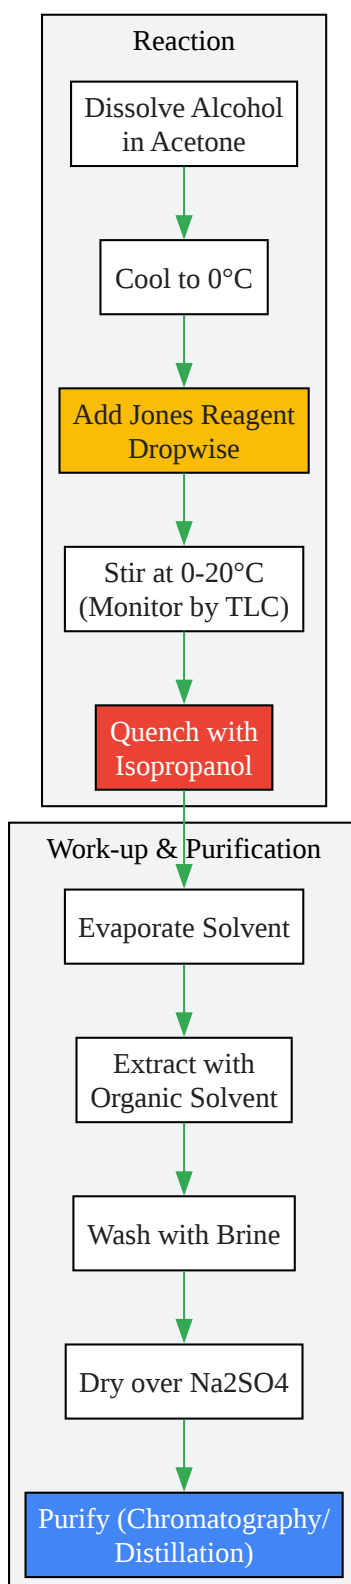 Reaction
Dissolve Alcohol
in Acetone
Cool to 0°C
Add Jones Reagent
Dropwise
Stir at 0-20°C
(Monitor by TLC)
Quench with
Isopropanol
Work-up & Purification
Evaporate Solvent
Extract with
Organic Solvent
Wash with Brine
Dry over Na2SO4
Purify (Chromatography/
Distillation)